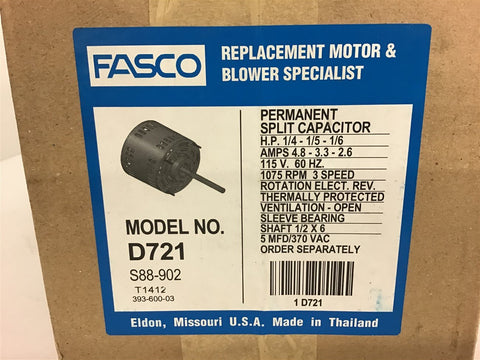 FASCO
REPLACEMENT MOTOR &
BLOWER SPECIALIST
PERMANENT
SPLIT CAPACITOR
H.P. 1/4 - 1/5 - 1/6
AMPS 4.8 - 3.3 - 2.6
115 V. 60 HZ.
1075 RPM 3 SPEED
ROTATION ELECT. REV.
THERMALLY PROTECTED
VENTILATION - OPEN
SLEEVE BEARING
SHAFT 1/2 X 6
5 MFD/370 VAC
ORDER SEPARATELY
MODEL NO.
D721
S88-902
T1412
393-600-03
1 D721
Eldon, Missouri U.S.A. Made in Thailand